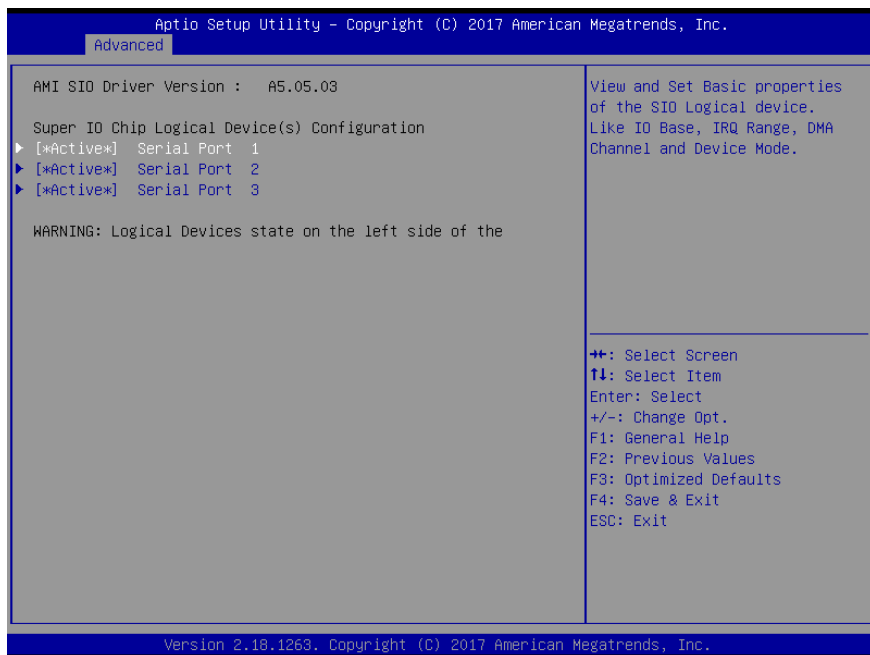 Aptio Setup Utility – Copyright (C) 2017 American Megatrends, Inc.
Advanced
AMI SIO Driver Version : A5.05.03
Super IO Chip Logical Device(s) Configuration
[*Active*] Serial Port 1
[*Active*] Serial Port 2
[*Active*] Serial Port 3
WARNING: Logical Devices state on the left side of the
View and Set Basic properties
of the SIO Logical device.
Like IO Base, IRQ Range, DMA
Channel and Device Mode.
→←: Select Screen
↑↓: Select Item
Enter: Select
+/-: Change Opt.
F1: General Help
F2: Previous Values
F3: Optimized Defaults
F4: Save & Exit
ESC: Exit
Version 2.18.1263. Copyright (C) 2017 American Megatrends, Inc.